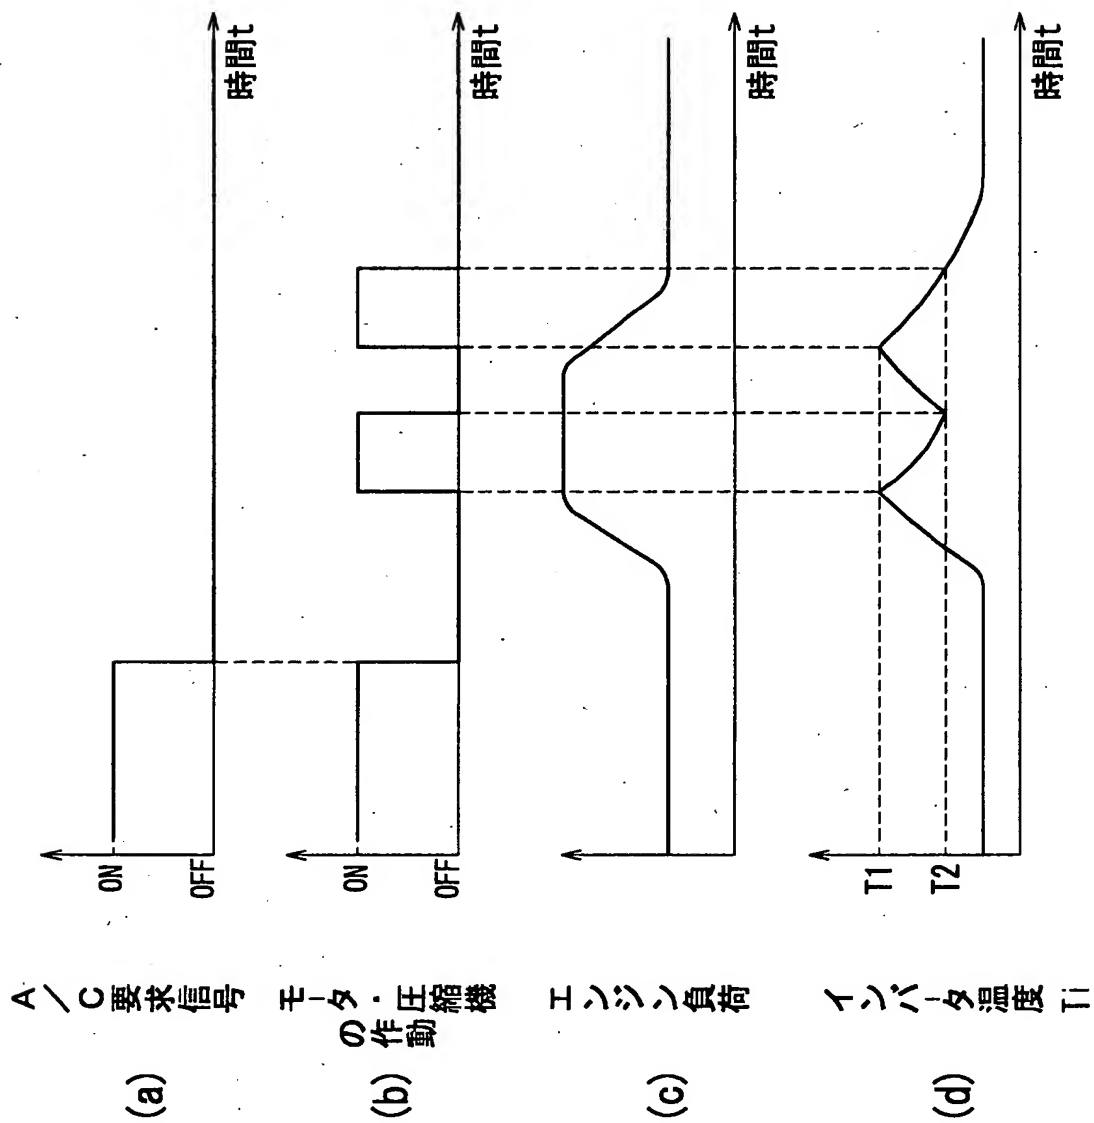 (a)
A/C要求信号
ON
OFF
時間t
(b)
モータ・圧縮機
の作動
ON
OFF
時間t
(c)
エンジン負荷
時間t
(d)
インバータ温度 Ti
T1
T2
時間t